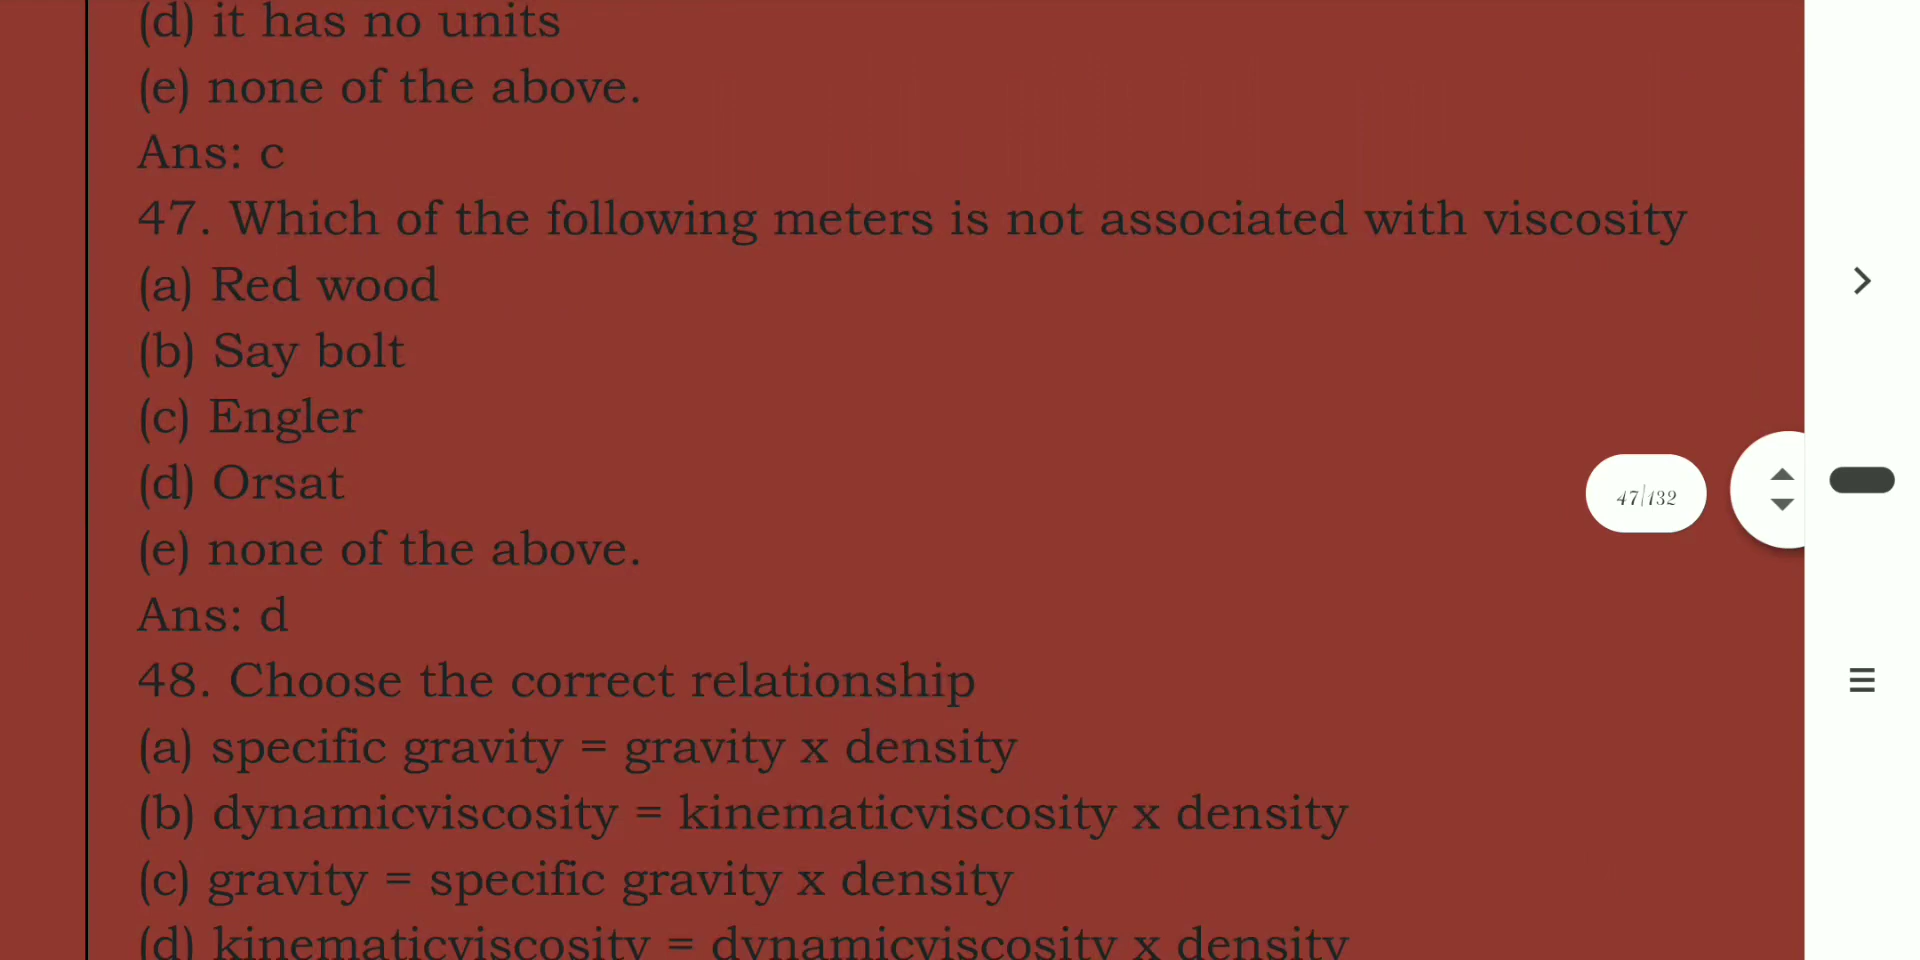 (d) it has no units
(e) none of the above.
Ans: c
47. Which of the following meters is not associated with viscosity
(a) Red wood
(b) Say bolt
(c) Engler
(d) Orsat
(e) none of the above.
47/132
Ans: d
48. Choose the correct relationship
(a) specific gravity = gravity x density
(b) dynamicviscosity = kinematicviscosity x density
(c) gravity = specific gravity x density
(d) kinematicviscosity = dynamicviscosity x density